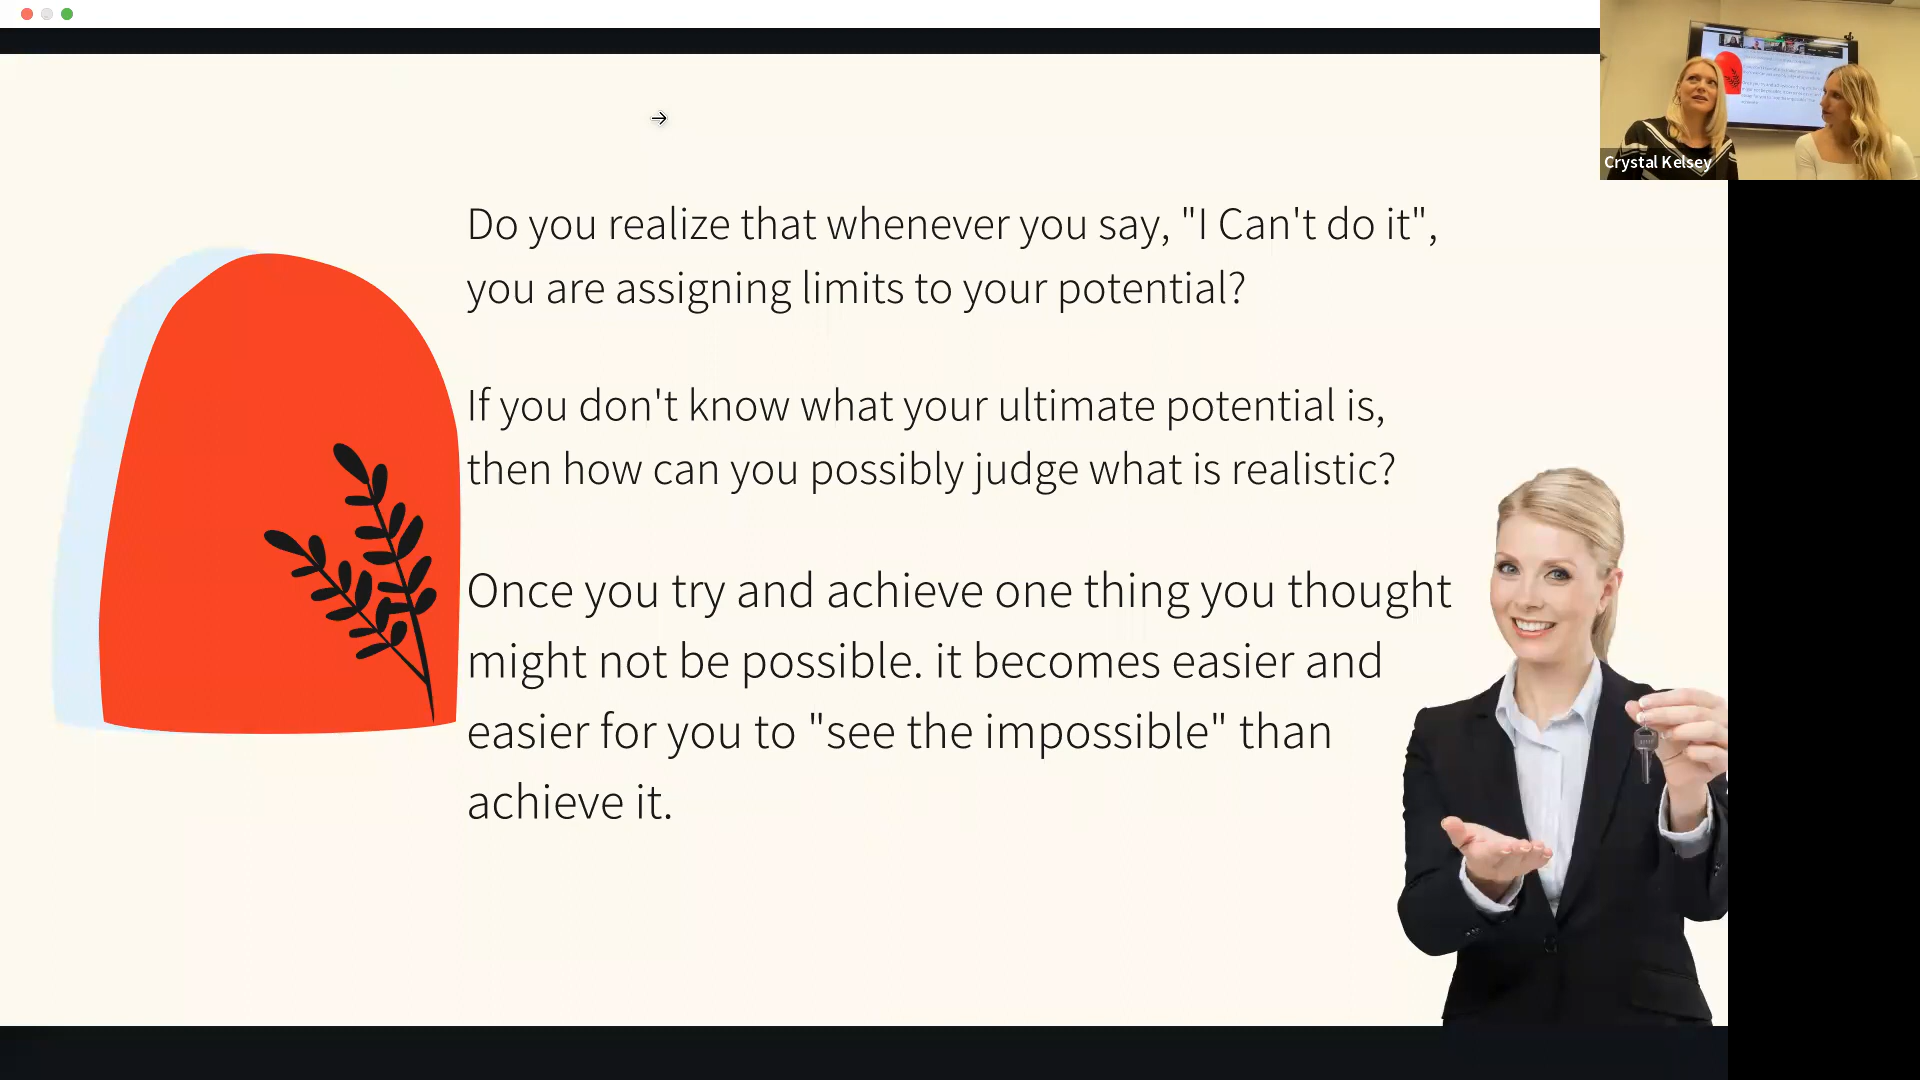 Crystal Kelsey
Do you realize that whenever you say, "I Can't do it",
you are assigning limits to your potential?
If you don't know what your ultimate potential is,
then how can you possibly judge what is realistic?
Once you try and achieve one thing you thought
might not be possible. it becomes easier and
easier for you to "see the impossible" than
achieve it.